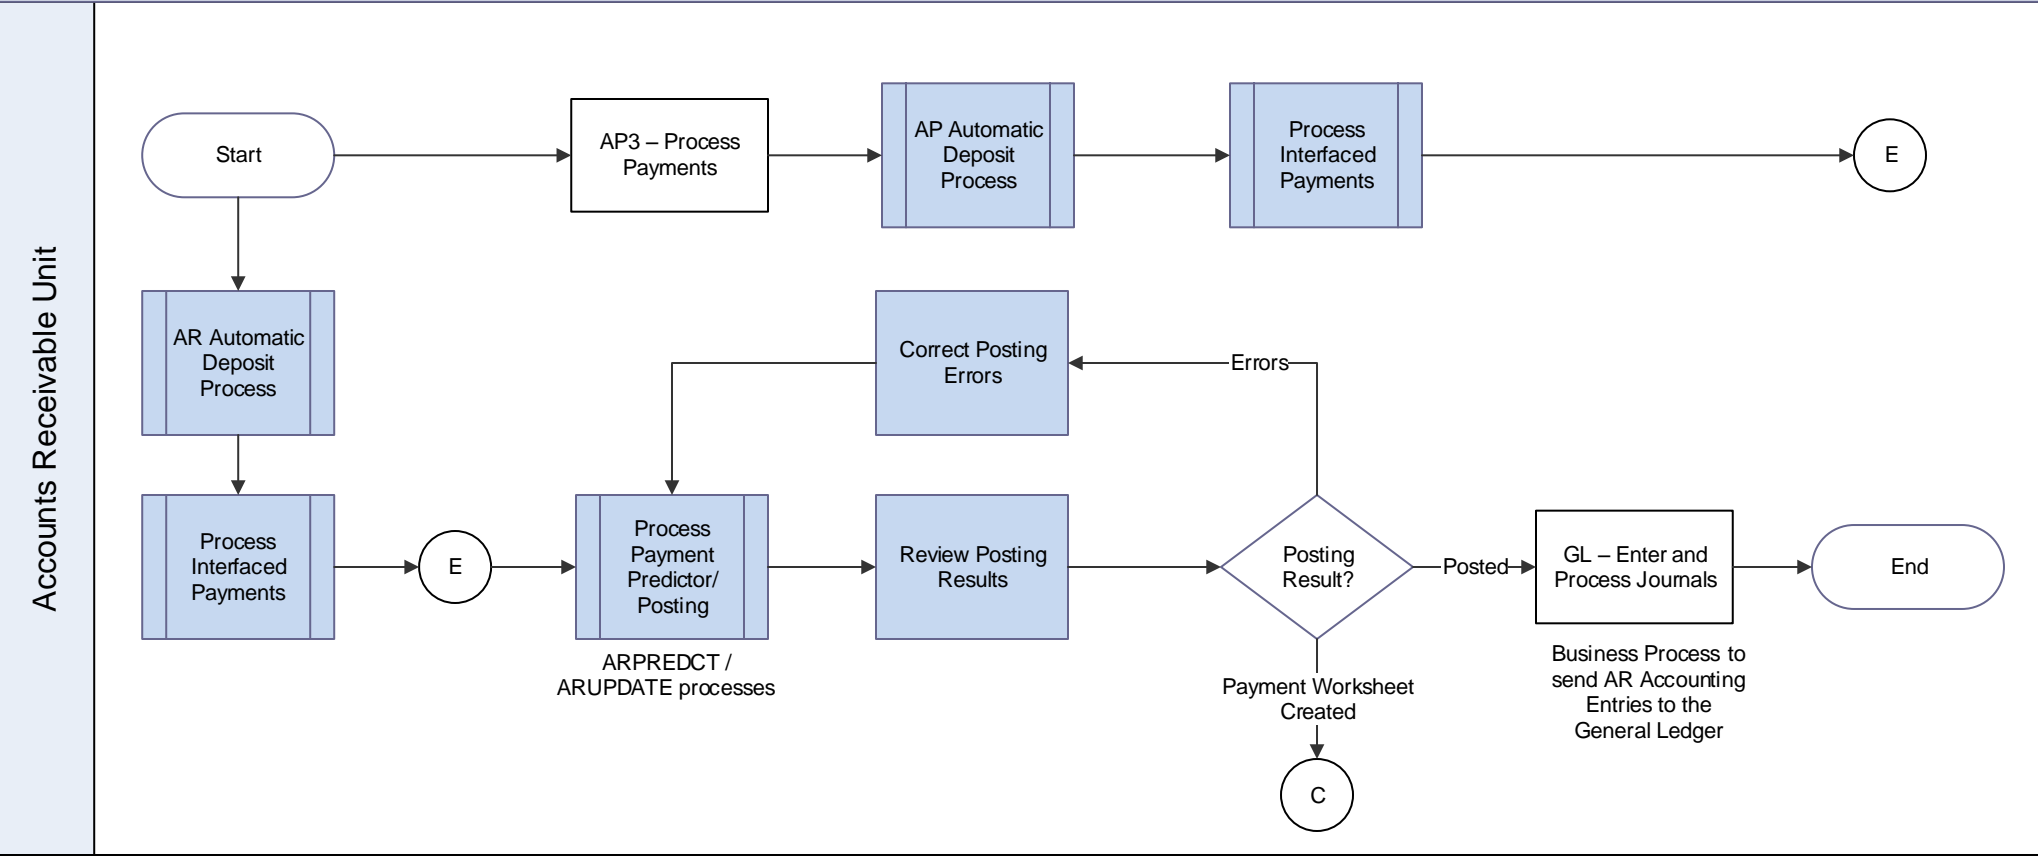 Accounts Receivable Unit
Start
AP3 – Process
Payments
AP Automatic
Deposit
Process
Process
Interfaced
Payments
E
AR Automatic
Deposit
Process
Correct Posting
Errors
Errors
Process
Interfaced
Payments
E
Process
Payment
Predictor/
Posting
ARPREDCT /
ARUPDATE processes
Review Posting
Results
Posting
Result?
Posted
GL – Enter and
Process Journals
Business Process to
send AR Accounting
Entries to the
General Ledger
End
Payment Worksheet
Created
C